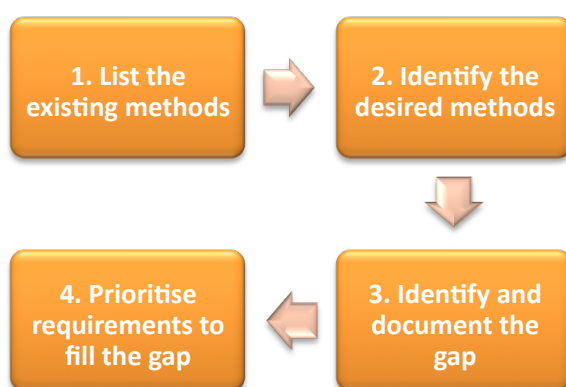 1. List the
existing methods
2. Identify the
desired methods
3. Identify and
document the
gap
4. Prioritise
requirements to
fill the gap